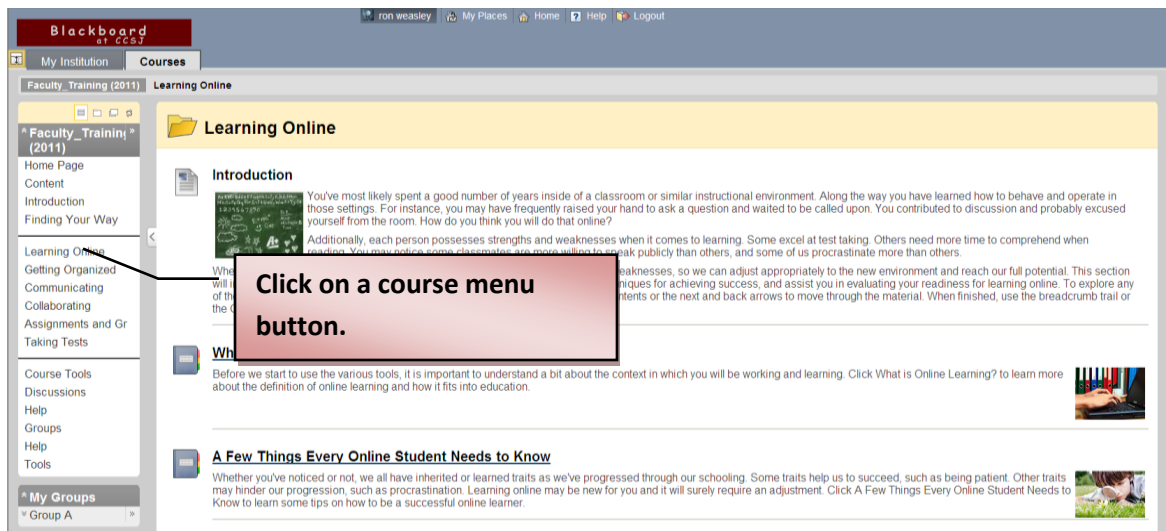 ron weasley My Places Home ? Help Logout
Blackboard
at CCSJ
My Institution Courses
Faculty_Training (2011) Learning Online
Faculty_Training
(2011)
Home Page
Content
Introduction
Finding Your Way
Learning Online
Getting Organized
Communicating
Collaborating
Assignments and Gr
Taking Tests
Course Tools
Discussions
Help
Groups
Help
Tools
My Groups
Group A
Learning Online
Introduction
You've most likely spent a good number of years inside of a classroom or similar instructional environment. Along the way you have learned how to behave and operate in
those settings. For instance, you may have frequently raised your hand to ask a question and waited to be called upon. You contributed to discussion and probably excused
yourself from the room. How do you think you will do that online?
Additionally, each person possesses strengths and weaknesses when it comes to learning. Some excel at test taking. Others need more time to comprehend when
reading. You may notice some classmates are more willing to speak publicly than others, and some of us procrastinate more than others.
eaknesses, so we can adjust appropriately to the new environment and reach our full potential. This section
will i niques for achieving success, and assist you in evaluating your readiness for learning online. To explore any
of the ntents or the next and back arrows to move through the material. When finished, use the breadcrumb trail or
the C
Click on a course menu
button.
Wh
Before we start to use the various tools, it is important to understand a bit about the context in which you will be working and learning. Click What is Online Learning? to learn more
about the definition of online learning and how it fits into education.
A Few Things Every Online Student Needs to Know
Whether you've noticed or not, we all have inherited or learned traits as we've progressed through our schooling. Some traits help us to succeed, such as being patient. Other traits
may hinder our progression, such as procrastination. Learning online may be new for you and it will surely require an adjustment. Click A Few Things Every Online Student Needs to
Know to learn some tips on how to be a successful online learner.